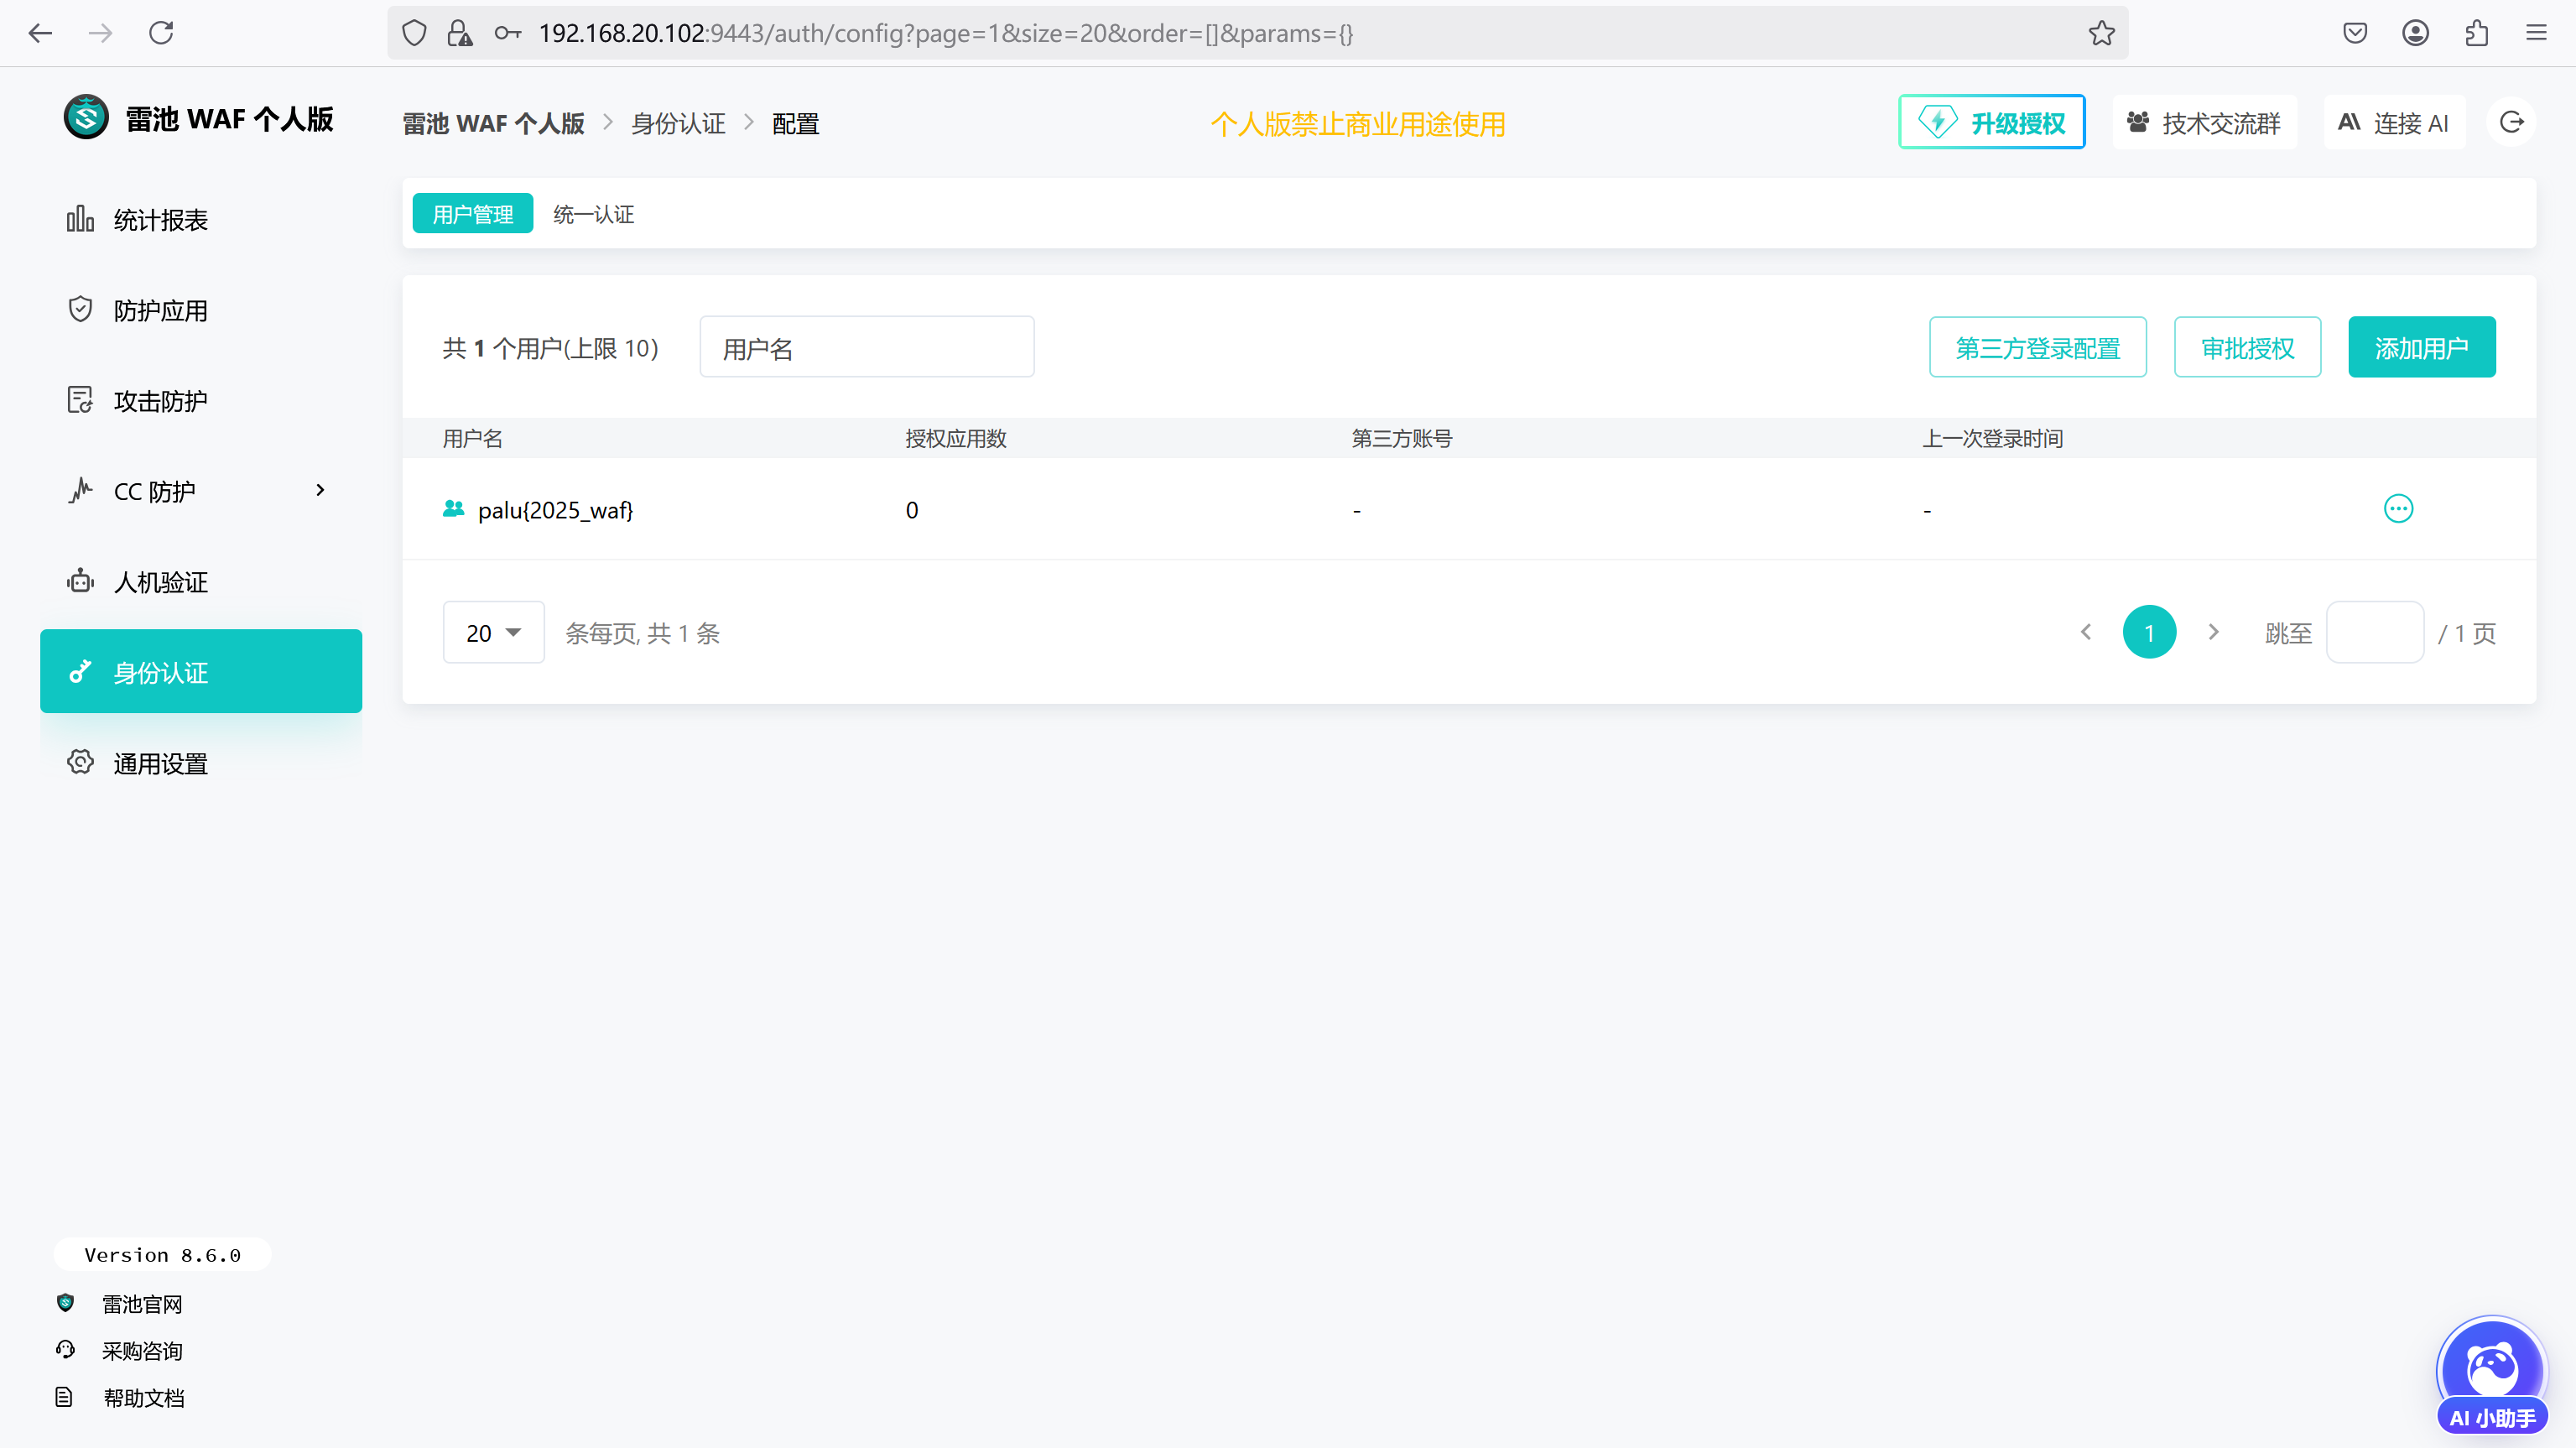 192.168.20.102:9443/auth/config?page=1&size=20&order=[]&params={}
雷池 WAF 个人版
雷池 WAF 个人版 > 身份认证 > 配置
个人版禁止商业用途使用
升级授权
技术交流群
连接 AI
统计报表
防护应用
攻击防护
CC 防护
人机验证
身份认证
通用设置
用户管理 统一认证
共 1 个用户(上限 10)
用户名
第三方登录配置
审批授权
添加用户
用户名 授权应用数 第三方账号 上一次登录时间
palu{2025_waf} 0 - -
20 条每页, 共 1 条
1
跳至 / 1 页
Version 8.6.0
雷池官网
采购咨询
帮助文档
AI 小助手